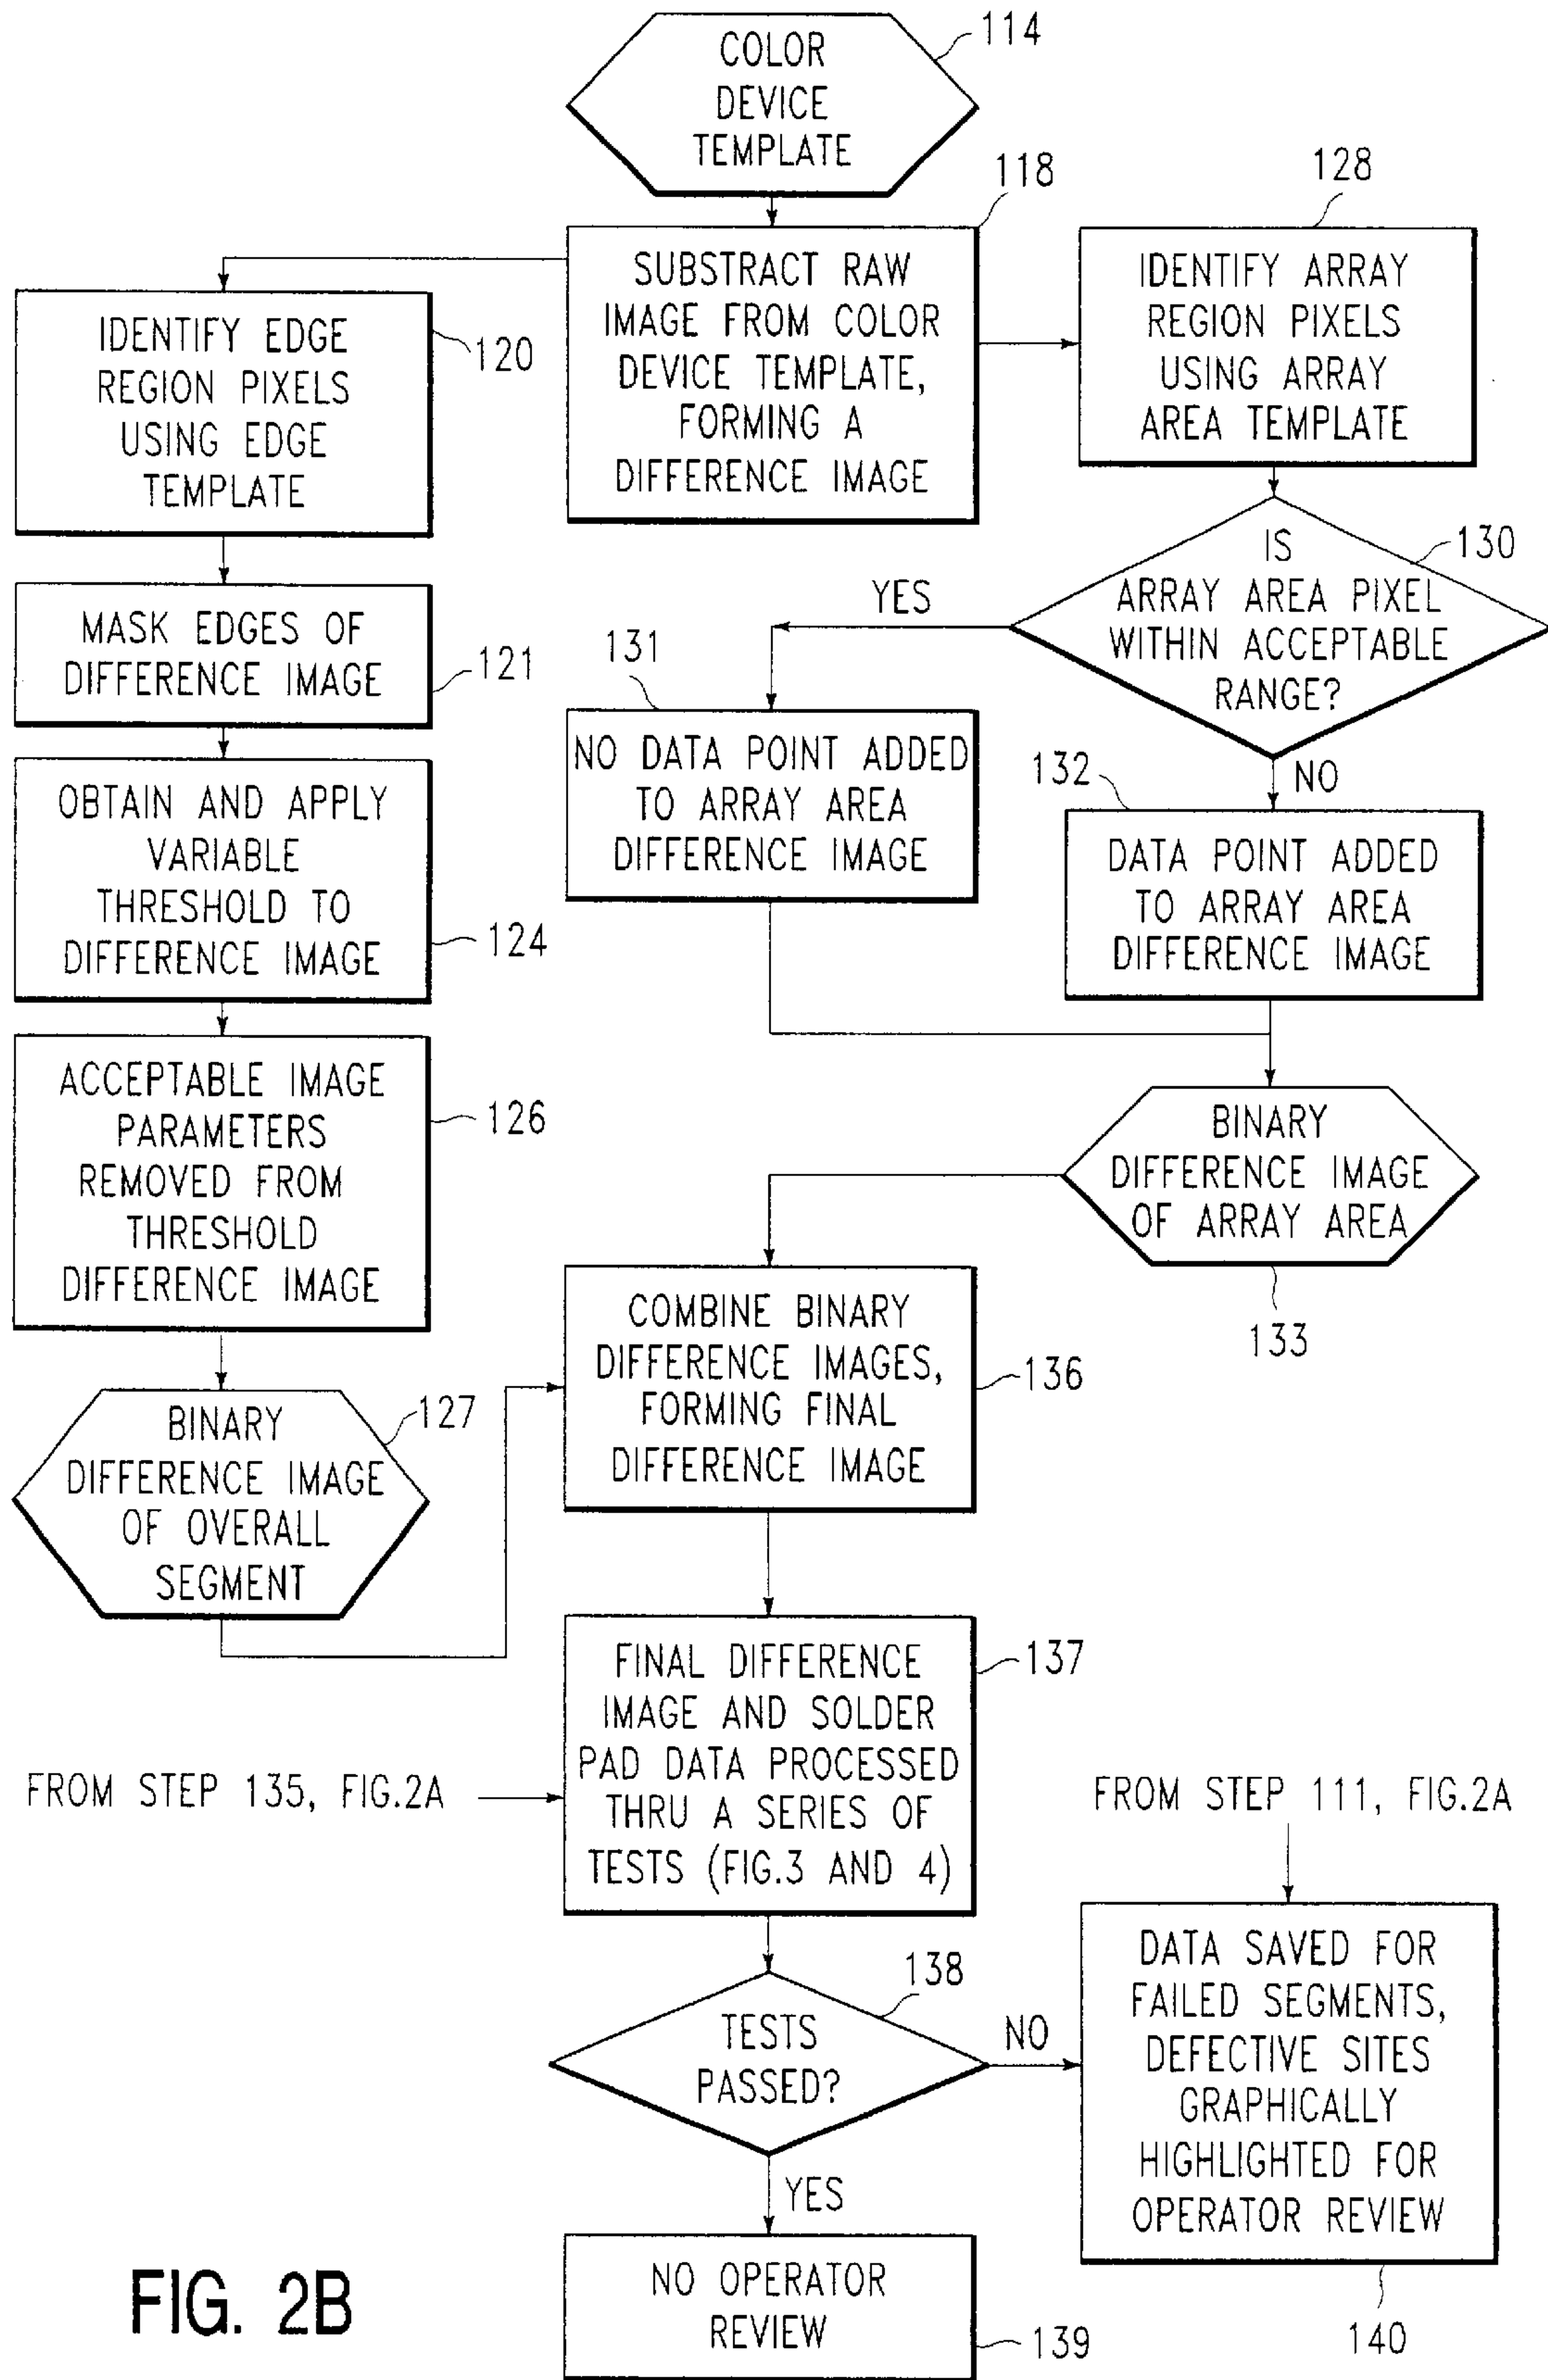 COLOR
DEVICE
TEMPLATE
114
118
SUBSTRACT RAW
IMAGE FROM COLOR
DEVICE TEMPLATE,
FORMING A
DIFFERENCE IMAGE
128
IDENTIFY ARRAY
REGION PIXELS
USING ARRAY
AREA TEMPLATE
IDENTIFY EDGE
REGION PIXELS
USING EDGE
TEMPLATE
120
MASK EDGES OF
DIFFERENCE IMAGE
121
OBTAIN AND APPLY
VARIABLE
THRESHOLD TO
DIFFERENCE IMAGE
124
ACCEPTABLE IMAGE
PARAMETERS
REMOVED FROM
THRESHOLD
DIFFERENCE IMAGE
126
BINARY
DIFFERENCE IMAGE
OF OVERALL
SEGMENT
127
IS
ARRAY AREA PIXEL
WITHIN ACCEPTABLE
RANGE?
130
YES
131
NO DATA POINT ADDED
TO ARRAY AREA
DIFFERENCE IMAGE
NO
132
DATA POINT ADDED
TO ARRAY AREA
DIFFERENCE IMAGE
BINARY
DIFFERENCE IMAGE
OF ARRAY AREA
133
COMBINE BINARY
DIFFERENCE IMAGES,
FORMING FINAL
DIFFERENCE IMAGE
136
FINAL DIFFERENCE
IMAGE AND SOLDER
PAD DATA PROCESSED
THRU A SERIES OF
TESTS (FIG.3 AND 4)
137
FROM STEP 135, FIG.2A
FROM STEP 111, FIG.2A
TESTS
PASSED?
138
NO
DATA SAVED FOR
FAILED SEGMENTS,
DEFECTIVE SITES
GRAPHICALLY
HIGHLIGHTED FOR
OPERATOR REVIEW
140
YES
NO OPERATOR
REVIEW
139
FIG. 2B